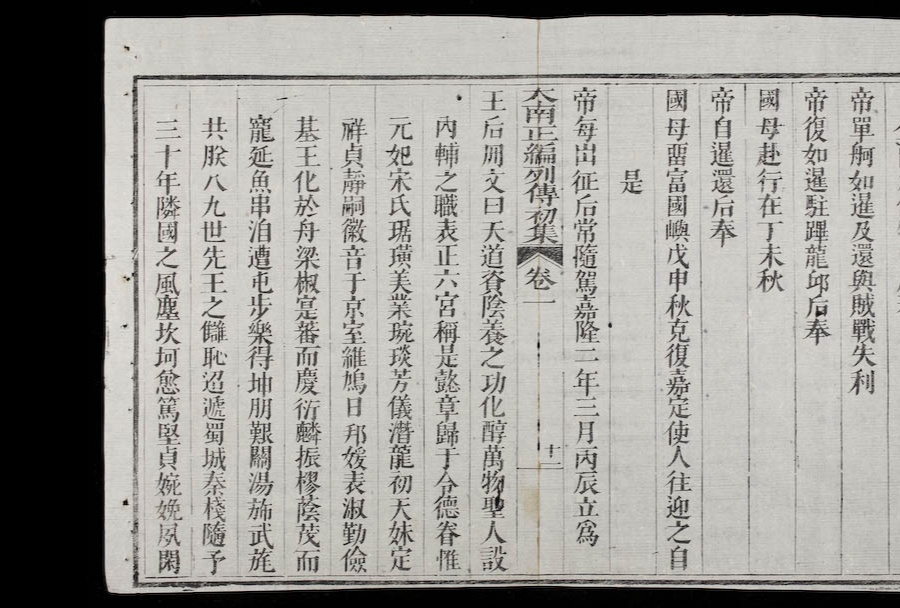 帝單舸如暹及還與賊戰失利
帝復如暹駐蹕龍邱后奉
國母赴行在丁未秋
帝自暹還后奉
國母畱富國嶼戊申秋克復嘉定使人往迎之自
是
帝每出征后常隨駕嘉隆二年三月丙辰立爲
大南正編列傳初集 卷一 十二
王后冊文曰天道資陰養之功化醇萬物聖人設
內輔之職表正六宮稱是懿章歸于令德眷惟
元妃宋氏琚璜美業琬琰芳儀潛龍初天妹定
祥貞靜嗣徽音于京室維鳩日邦媛表淑勤儉
基王化於舟梁椒寔蕃而慶衍麟振樛蔭茂而
寵延魚串洎遭屯步樂得坤朋艱關湯斾武旄
共朕八九世先王之讎恥迢遞蜀城秦棧隨予
三十年隣國之風塵坎坷愈篤堅貞婉娩夙閑